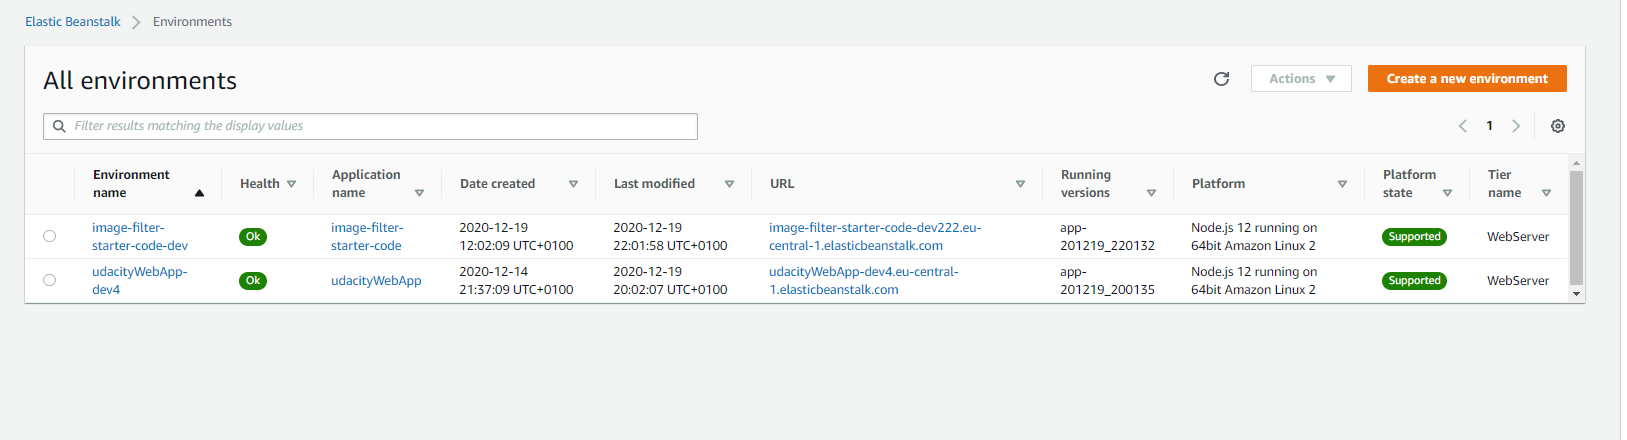 Elastic Beanstalk > Environments
All environments
Actions
Create a new environment
Filter results matching the display values
1
Environment name
Health
Application name
Date created
Last modified
URL
Running versions
Platform
Platform state
Tier name
image-filter-
starter-code-dev
Ok
image-filter-
starter-code
2020-12-19
12:02:09 UTC+0100
2020-12-19
22:01:58 UTC+0100
image-filter-starter-code-dev222.eu-
central-1.elasticbeanstalk.com
app-
201219_220132
Node.js 12 running on
64bit Amazon Linux 2
Supported
WebServer
udacityWebApp-
dev4
Ok
udacityWebApp
2020-12-14
21:37:09 UTC+0100
2020-12-19
20:02:07 UTC+0100
udacityWebApp-dev4.eu-central-
1.elasticbeanstalk.com
app-
201219_200135
Node.js 12 running on
64bit Amazon Linux 2
Supported
WebServer